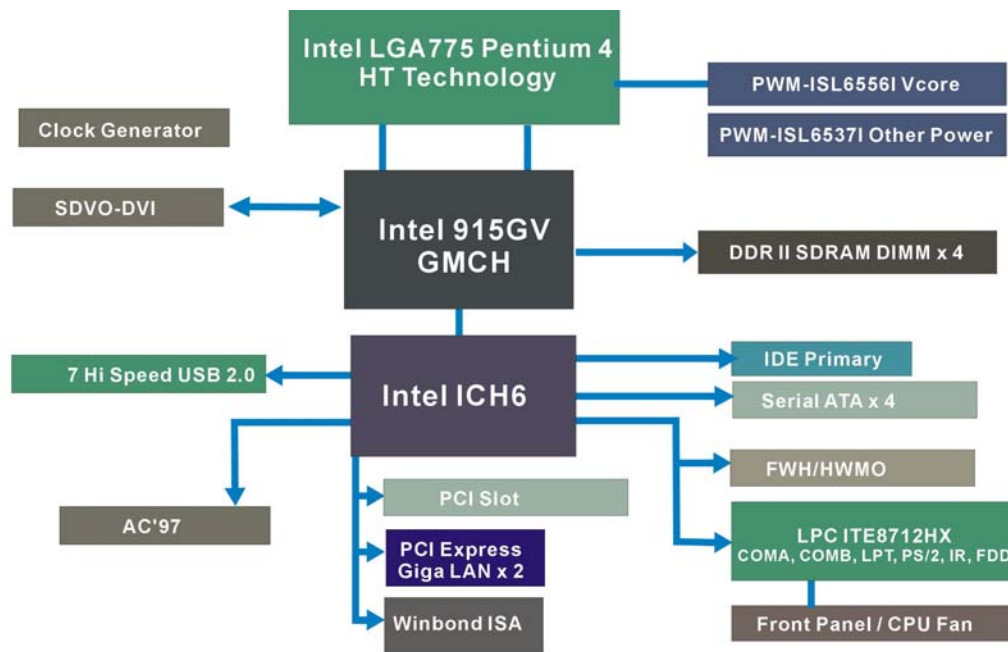 Intel LGA775 Pentium 4
HT Technology
PWM-ISL6556I Vcore
Clock Generator
PWM-ISL6537I Other Power
SDVO-DVI
Intel 915GV
GMCH
DDR II SDRAM DIMM x 4
7 Hi Speed USB 2.0
Intel ICH6
IDE Primary
Serial ATA x 4
FWH/HWMO
PCI Slot
AC'97
PCI Express
Giga LAN x 2
LPC ITE8712HX
COMA, COMB, LPT, PS/2, IR, FDD
Winbond ISA
Front Panel / CPU Fan